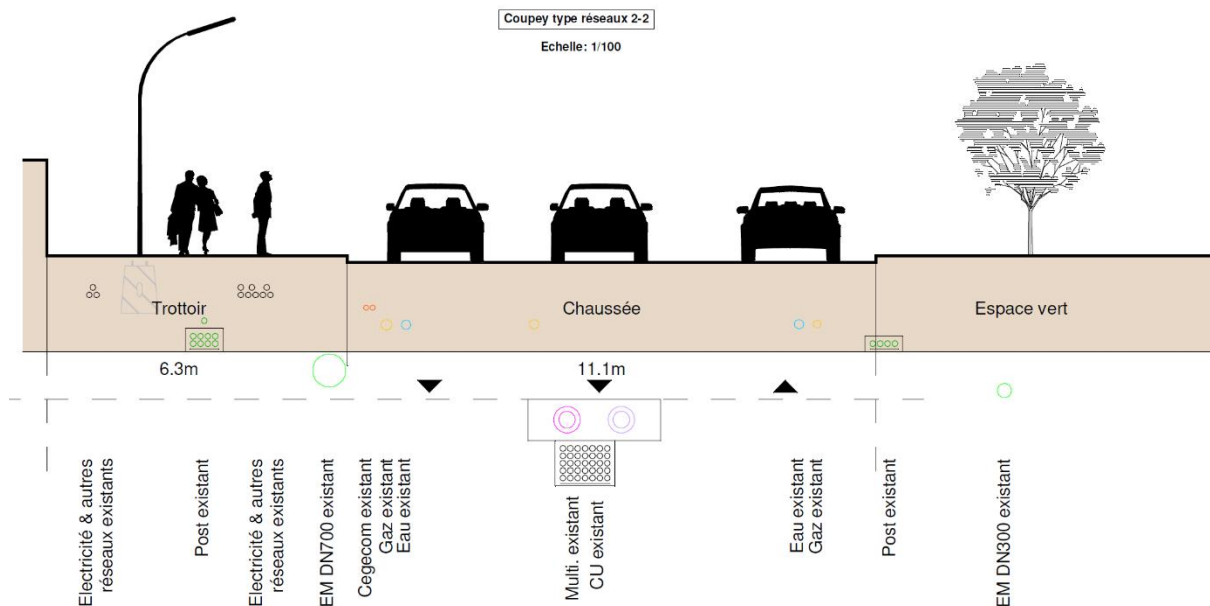 Coupey type réseaux 2-2
Echelle: 1/100
Trottoir
Chaussée
Espace vert
6.3m
11.1m
Electricité & autres
réseaux existants
Post existant
Electricité & autres
réseaux existants
EM DN700 existant
Cegecom existant
Gaz existant
Eau existant
Multi. existant
CU existant
Eau existant
Gaz existant
Post existant
EM DN300 existant